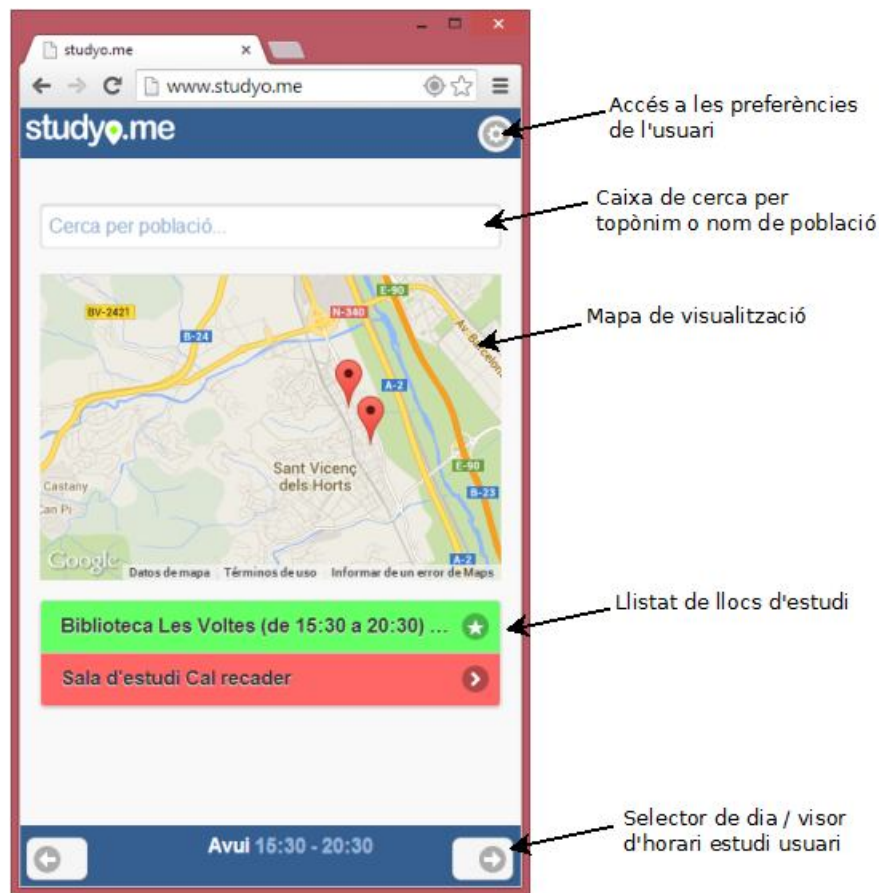 studyo.me
www.studyo.me
studyo.me
Accés a les preferències
de l'usuari
Cerca per població...
Caixa de cerca per
topònim o nom de població
Mapa de visualització
BV-2421
B-24
N-340
E-90
Av. Barcelon
A-2
Sant Vicenç
dels Horts
E-90
B-23
Castany
Can Pi
A-2
Google
Datos de mapa Términos de uso Informar de un error de Maps
Biblioteca Les Voltes (de 15:30 a 20:30) ...
Sala d'estudi Cal recader
Llistat de llocs d'estudi
Avui 15:30 - 20:30
Selector de dia / visor
d'horari estudi usuari